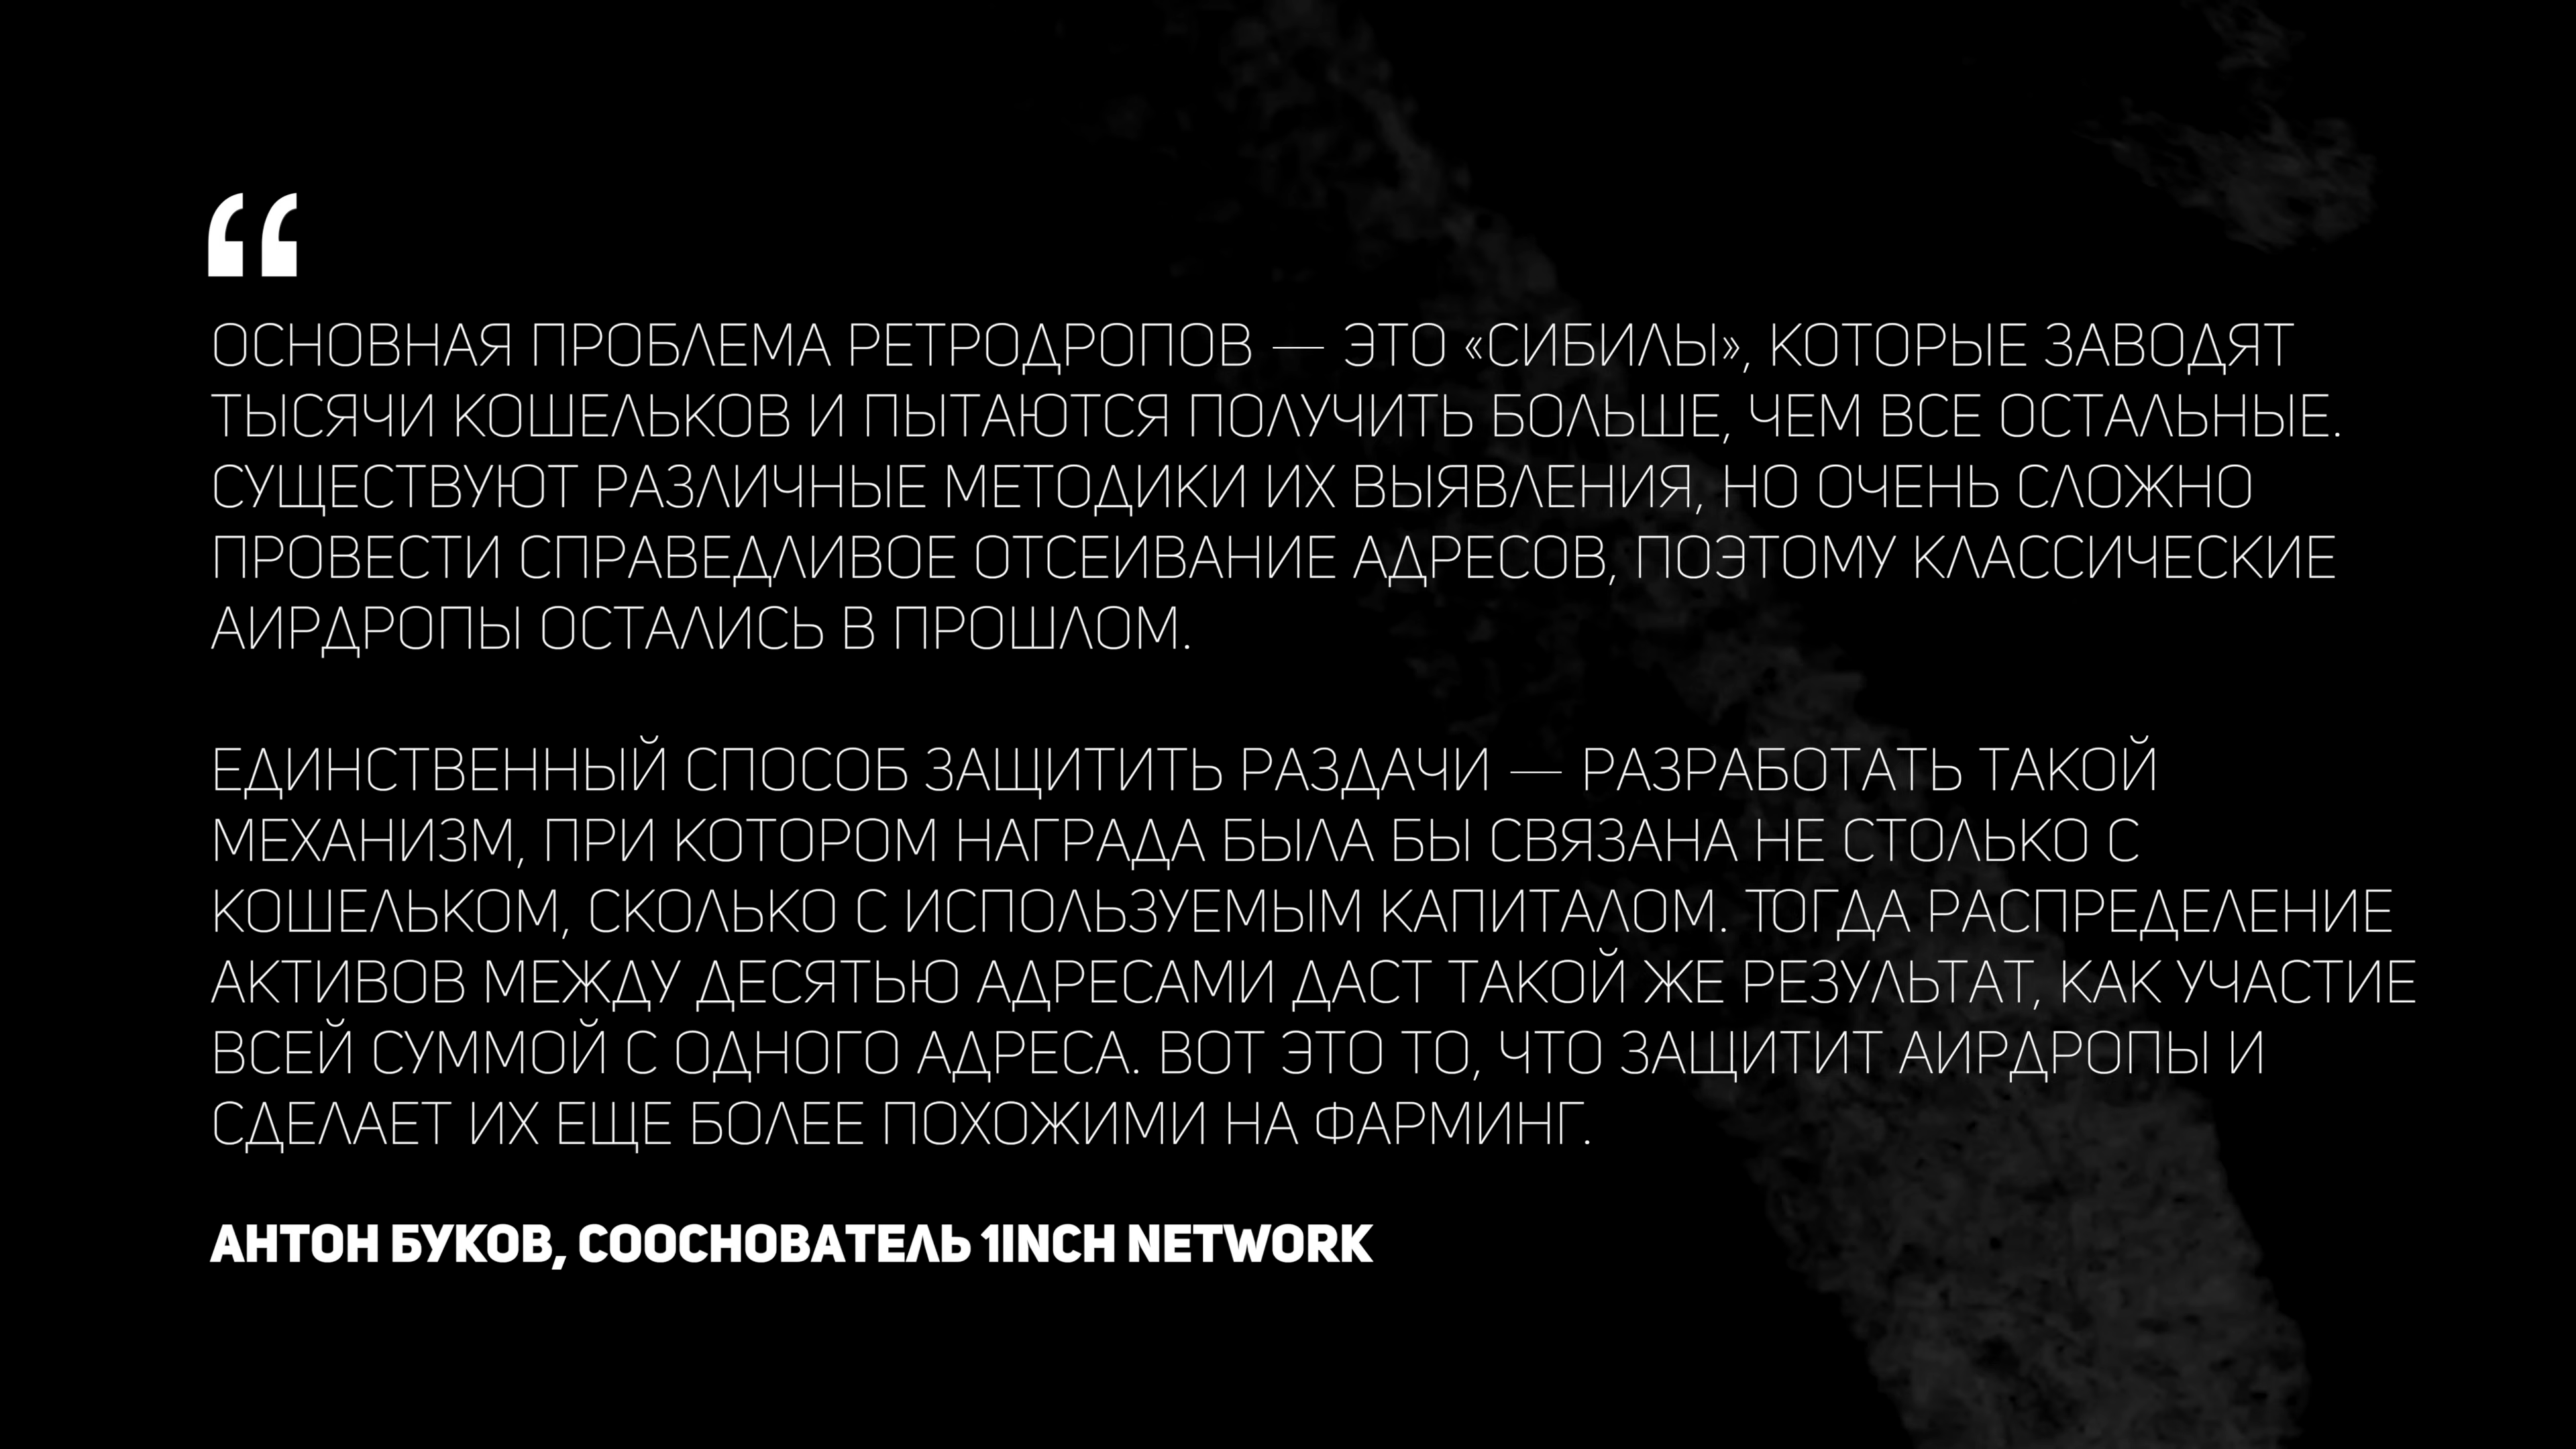 “
ОСНОВНАЯ ПРОБЛЕМА РЕТРОДРОПОВ — ЭТО «СИБИЛЫ», КОТОРЫЕ ЗАВОДЯТ
ТЫСЯЧИ КОШЕЛЬКОВ И ПЫТАЮТСЯ ПОЛУЧИТЬ БОЛЬШЕ, ЧЕМ ВСЕ ОСТАЛЬНЫЕ.
СУЩЕСТВУЮТ РАЗЛИЧНЫЕ МЕТОДИКИ ИХ ВЫЯВЛЕНИЯ, НО ОЧЕНЬ СЛОЖНО
ПРОВЕСТИ СПРАВЕДЛИВОЕ ОТСЕИВАНИЕ АДРЕСОВ, ПОЭТОМУ КЛАССИЧЕСКИЕ
АИРДРОПЫ ОСТАЛИСЬ В ПРОШЛОМ.
ЕДИНСТВЕННЫЙ СПОСОБ ЗАЩИТИТЬ РАЗДАЧИ — РАЗРАБОТАТЬ ТАКОЙ
МЕХАНИЗМ, ПРИ КОТОРОМ НАГРАДА БЫЛА БЫ СВЯЗАНА НЕ СТОЛЬКО С
КОШЕЛЬКОМ, СКОЛЬКО С ИСПОЛЬЗУЕМЫМ КАПИТАЛОМ. ТОГДА РАСПРЕДЕЛЕНИЕ
АКТИВОВ МЕЖДУ ДЕСЯТЬЮ АДРЕСАМИ ДАСТ ТАКОЙ ЖЕ РЕЗУЛЬТАТ, КАК УЧАСТИЕ
ВСЕЙ СУММОЙ С ОДНОГО АДРЕСА. ВОТ ЭТО ТО, ЧТО ЗАЩИТИТ АИРДРОПЫ И
СДЕЛАЕТ ИХ ЕЩЕ БОЛЕЕ ПОХОЖИМИ НА ФАРМИНГ.
АНТОН БУКОВ, СООСНОВАТЕЛЬ 1INCH NETWORK